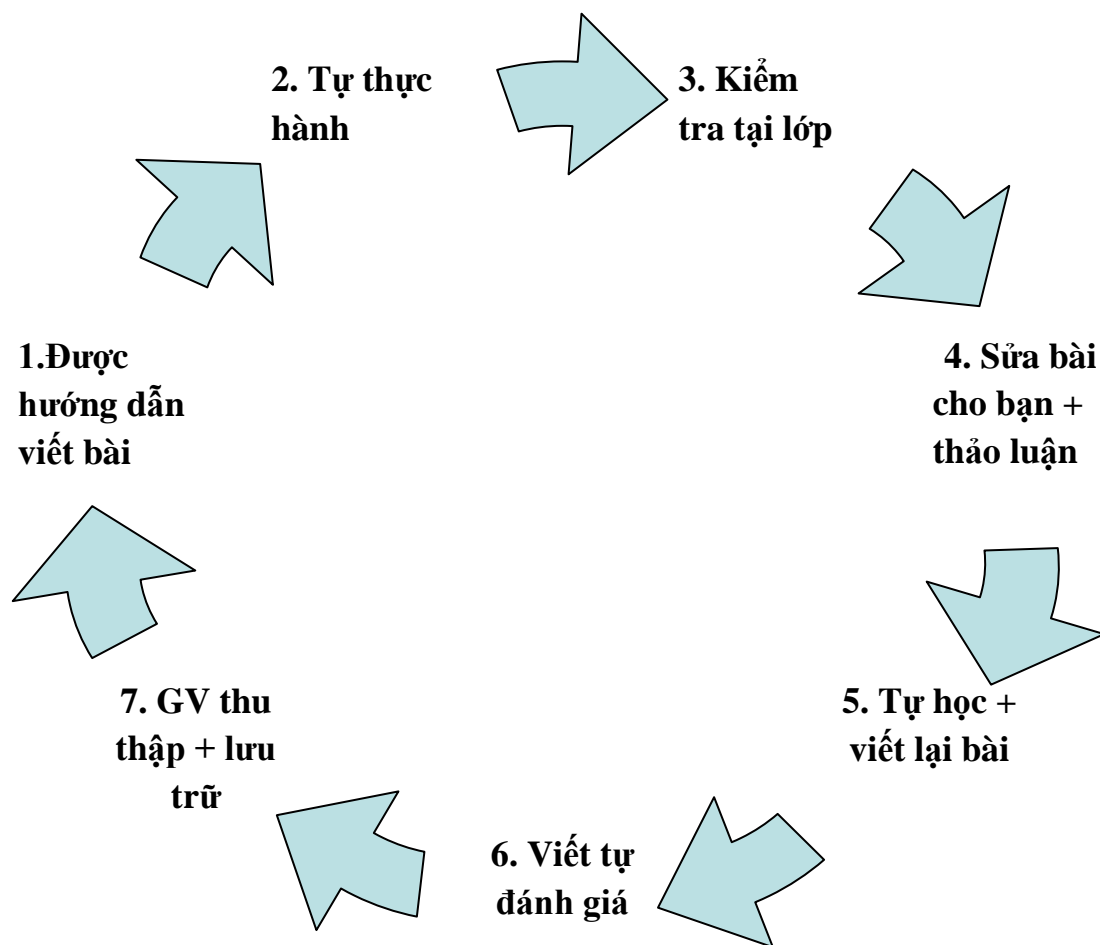 1.Được
hướng dẫn
viết bài
2. Tự thực
hành
3. Kiểm
tra tại lớp
4. Sửa bài
cho bạn +
thảo luận
5. Tự học +
viết lại bài
6. Viết tự
đánh giá
7. GV thu
thập + lưu
trữ